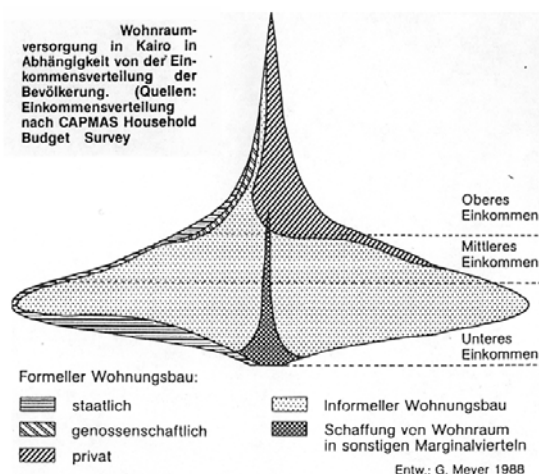 Wohnraum-
versorgung in Kairo in
Abhängigkeit von der Ein-
kommensverteilung der
Bevölkerung. (Quellen:
Einkommensverteilung
nach CAPMAS Household
Budget Survey
Oberes
Einkommen
Mittleres
Einkommen
Unteres
Einkommen
Formeller Wohnungsbau:
staatlich
genossenschaftlich
privat
Informeller Wohnungsbau
Schaffung von Wohnraum
in sonstigen Marginalvierteln
Entw.: G. Meyer 1988